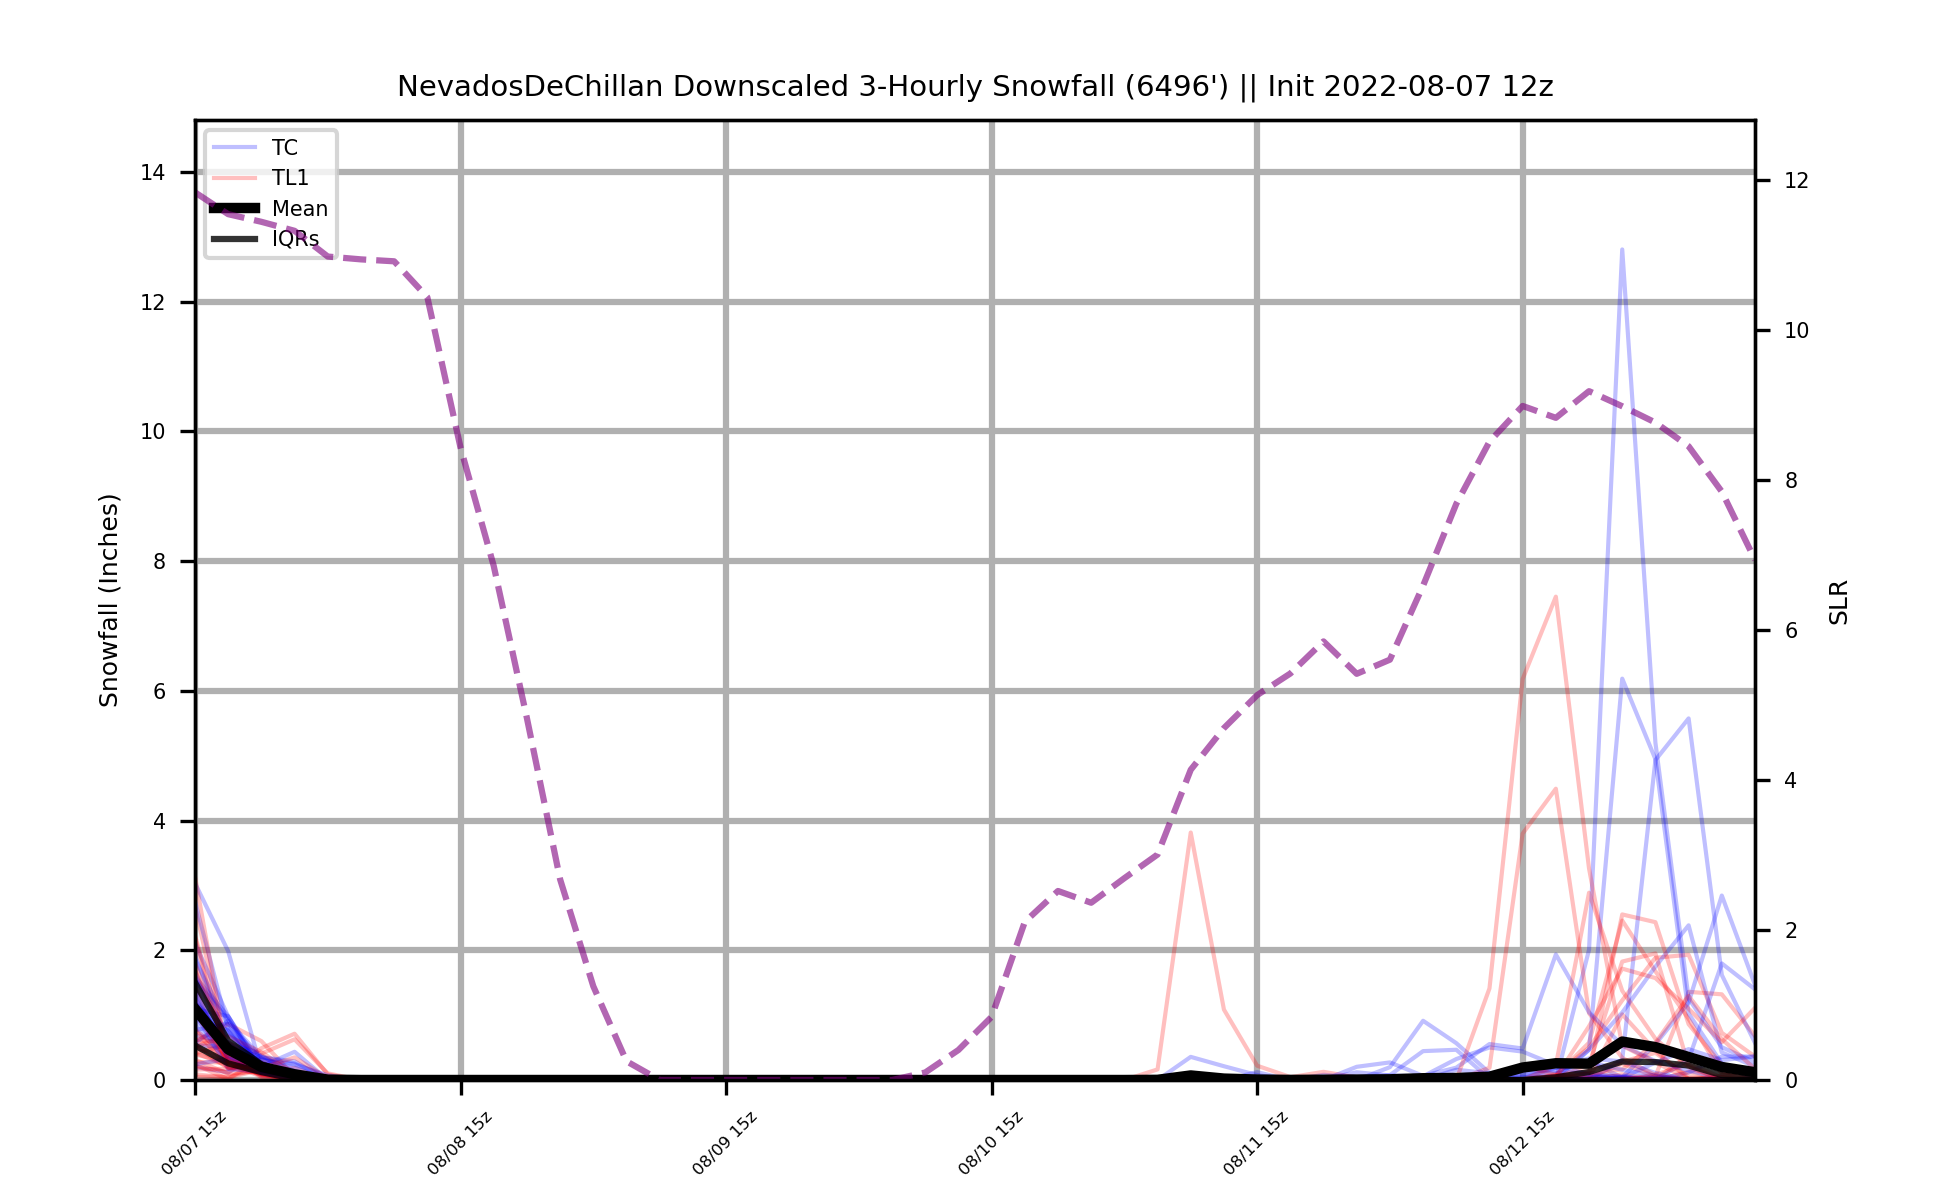 NevadosDeChillan Downscaled 3-Hourly Snowfall (6496') || Init 2022-08-07 12z
TC
TL1
Mean
IQRs
Snowfall (Inches)
14
12
10
8
6
4
2
0
SLR
12
10
8
6
4
2
0
08/07 15z
08/08 15z
08/09 15z
08/10 15z
08/11 15z
08/12 15z